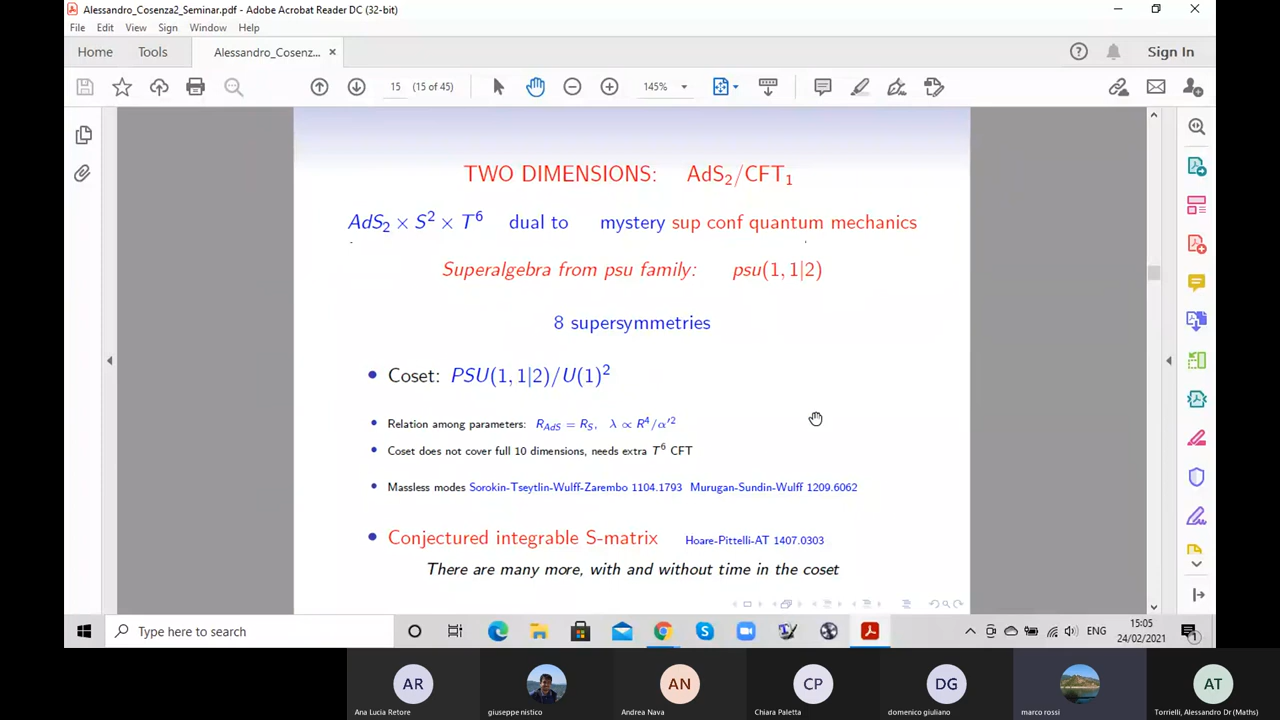 Alessandro_Cosenza2_Seminar.pdf - Adobe Acrobat Reader DC (32-bit)
File Edit View Sign Window Help
Home Tools Alessandro_Cosenz... × Sign In
15 (15 of 45) 145%
TWO DIMENSIONS: AdS₂/CFT₁
AdS₂ × S² × T⁶ dual to mystery sup conf quantum mechanics
Superalgebra from psu family: psu(1,1|2)
8 supersymmetries
• Coset: PSU(1,1|2)/U(1)²
• Relation among parameters: R_AdS = R_S, λ ∝ R⁴/α′²
• Coset does not cover full 10 dimensions, needs extra T⁶ CFT
• Massless modes Sorokin-Tseytlin-Wulff-Zarembo 1104.1793 Murugan-Sundin-Wulff 1209.6062
• Conjectured integrable S-matrix Hoare-Pittelli-AT 1407.0303
There are many more, with and without time in the coset
Type here to search
ENG
15:05
24/02/2021
1
AR AN CP DG AT
Ana Lucia Retore giuseppe nistico Andrea Nava Chiara Paletta domenico giuliano marco rossi Torrielli, Alessandro Dr (Maths)